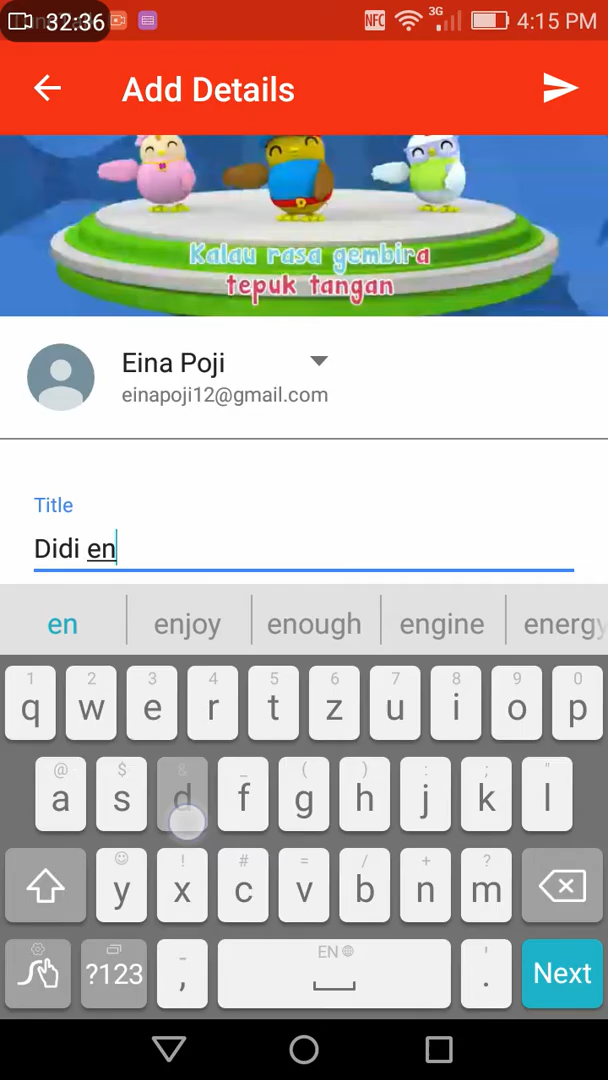 32:36
NFC 3G 4:15 PM
Add Details
Kalau rasa gembira
tepuk tangan
Eina Poji
einapoji12@gmail.com
Title
Didi en
en enjoy enough engine energy
1 2 3 4 5 6 7 8 9 0
q w e r t z u i o p
@ $ & _ ( ) : ; "
a s d f g h j k l
! # = / + ?
y x c v b n m
- EN '
?123 , . Next